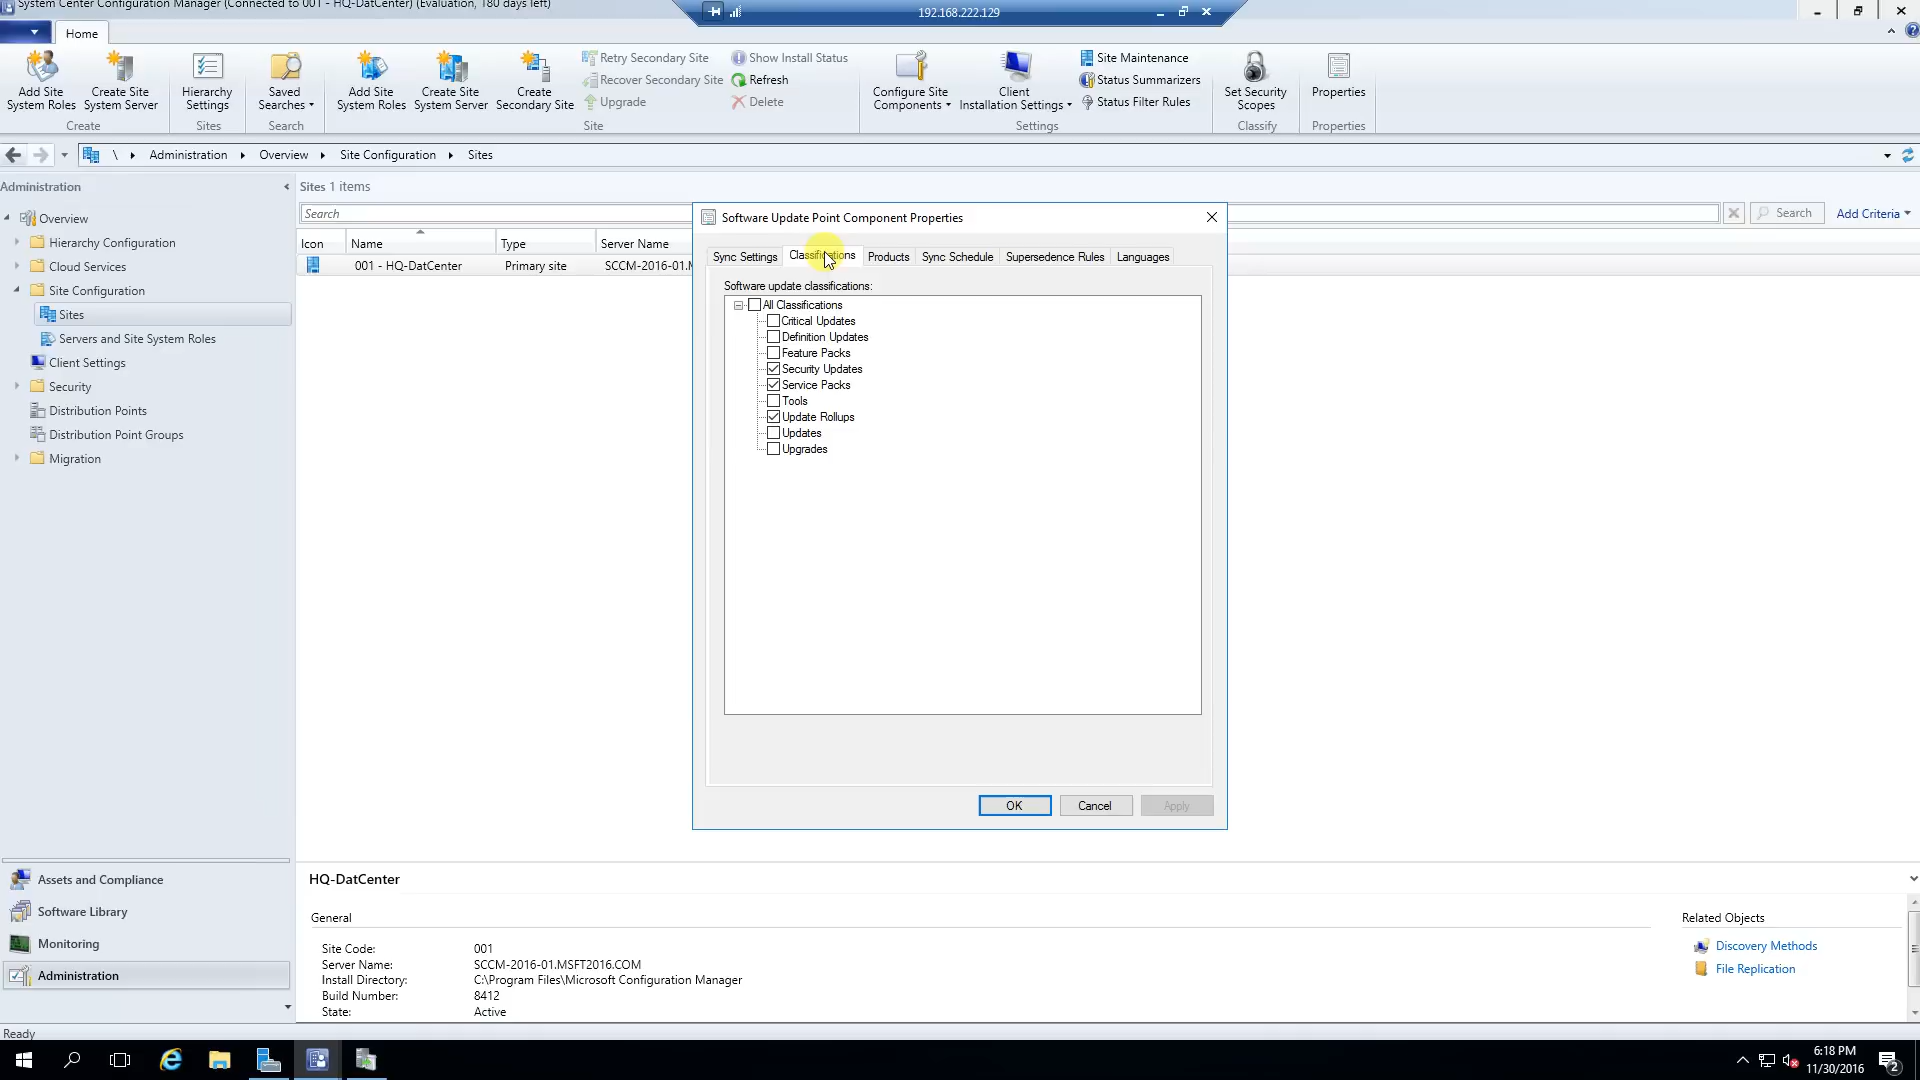 System Center Configuration Manager (Connected to 001 - HQ-DatCenter) (Evaluation, 180 days left)
192.168.222.129
Home
Add Site System Roles
Create Site System Server
Hierarchy Settings
Saved Searches
Add Site System Roles
Create Site System Server
Create Secondary Site
Retry Secondary Site
Recover Secondary Site
Upgrade
Show Install Status
Refresh
Delete
Configure Site Components
Client Installation Settings
Site Maintenance
Status Summarizers
Status Filter Rules
Set Security Scopes
Properties
Create
Sites
Search
Site
Settings
Classify
Properties
\ Administration Overview Site Configuration Sites
Administration
Overview
Hierarchy Configuration
Cloud Services
Site Configuration
Sites
Servers and Site System Roles
Client Settings
Security
Distribution Points
Distribution Point Groups
Migration
Assets and Compliance
Software Library
Monitoring
Administration
Sites 1 items
Search
Search
Add Criteria
Icon Name Type Server Name
001 - HQ-DatCenter Primary site SCCM-2016-01.M
Software Update Point Component Properties
Sync Settings Classifications Products Sync Schedule Supersedence Rules Languages
Software update classifications:
All Classifications
Critical Updates
Definition Updates
Feature Packs
Security Updates
Service Packs
Tools
Update Rollups
Updates
Upgrades
OK Cancel Apply
HQ-DatCenter
General
Site Code: 001
Server Name: SCCM-2016-01.MSFT2016.COM
Install Directory: C:\Program Files\Microsoft Configuration Manager
Build Number: 8412
State: Active
Related Objects
Discovery Methods
File Replication
Ready
6:18 PM
11/30/2016
2